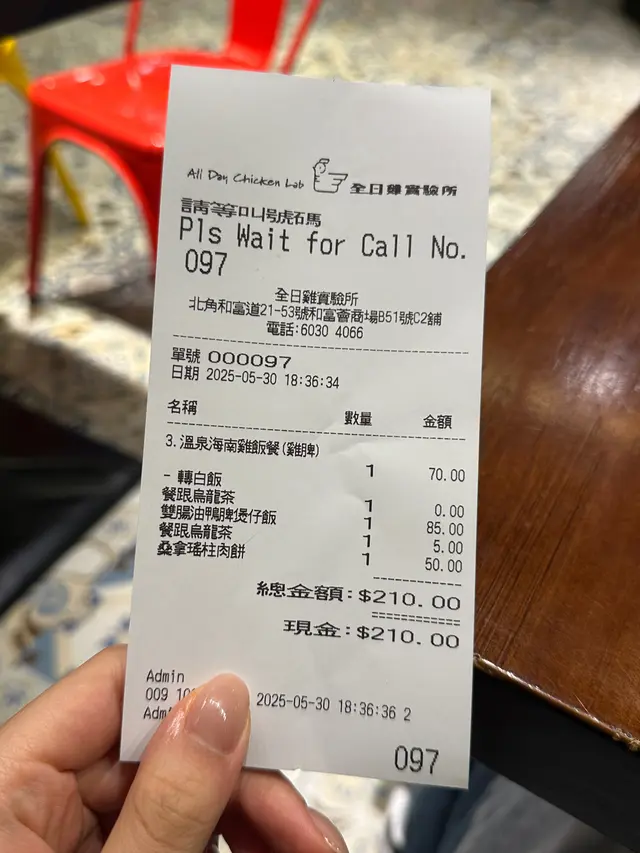 All Day Chicken Lab 全日雞實驗所
請等叫號碼
Pls Wait for Call No.
097
全日雞實驗所
北角和富道21-53號和富薈商場B51號C2舖
電話:6030 4066
單號 000097
日期 2025-05-30 18:36:34
名稱 數量 金額
3. 溫泉海南雞飯餐(雞髀) 1 70.00
- 轉白飯
餐跟烏龍茶 1 0.00
雙腸油鴨髀煲仔飯 1 85.00
餐跟烏龍茶 1 5.00
桑拿瑤柱肉餅 1 50.00
總金額:$210.00
現金:$210.00
Admin
009 2025-05-30 18:36:36 2
097